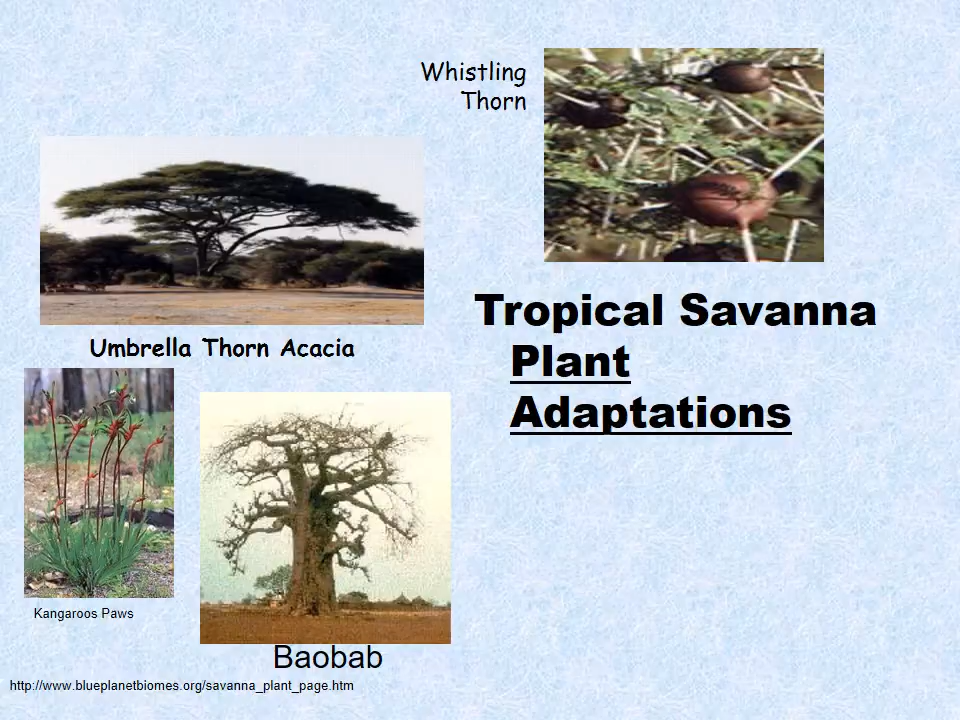 Whistling
Thorn
Umbrella Thorn Acacia
Tropical Savanna
Plant
Adaptations
Kangaroos Paws
Baobab
http://www.blueplanetbiomes.org/savanna_plant_page.htm